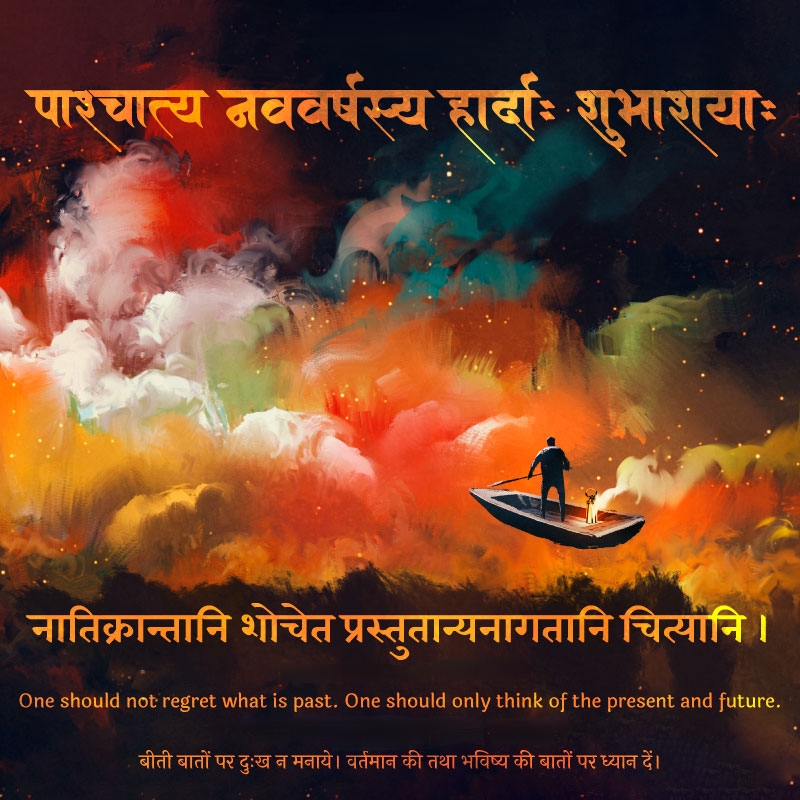 पाश्चात्य नववर्षस्य हार्दाः शुभाशयाः
नातिक्रान्तानि शोचेत प्रस्तुतान्यनागतानि चित्यानि ।
One should not regret what is past. One should only think of the present and future.
बीती बातों पर दुःख न मनाये। वर्तमान की तथा भविष्य की बातों पर ध्यान दें।